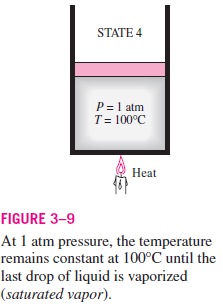 STATE 4
P = 1 atm
T = 100°C
Heat
FIGURE 3–9
At 1 atm pressure, the temperature
remains constant at 100°C until the
last drop of liquid is vaporized
(saturated vapor).